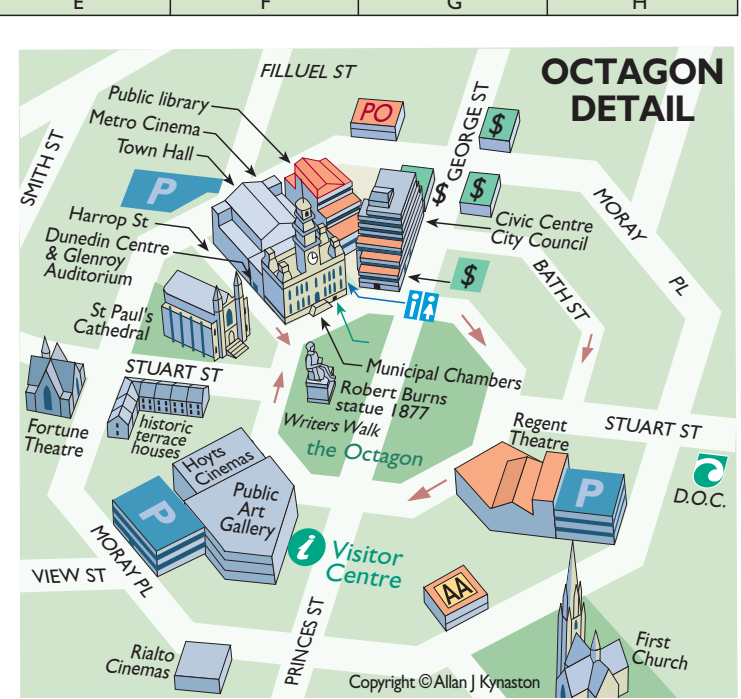 E F G H
OCTAGON
DETAIL
FILLUEL ST
SMITH ST
GEORGE ST
PO
$
Public library
Metro Cinema
Town Hall
P
$
$
MORAY
PL
Harrop St
Dunedin Centre
& Glenroy
Auditorium
Civic Centre
City Council
$
BATH ST
St Paul's
Cathedral
Municipal Chambers
STUART ST
Robert Burns
statue 1877
Writers Walk
the Octagon
Fortune
Theatre
historic
terrace
houses
Regent
Theatre
STUART ST
D.O.C.
Hoyts
Cinemas
Public
Art
Gallery
P
P
i
Visitor
Centre
MORAY PL
VIEW ST
AA
PRINCES ST
Rialto
Cinemas
First
Church
Copyright © Allan J Kynaston